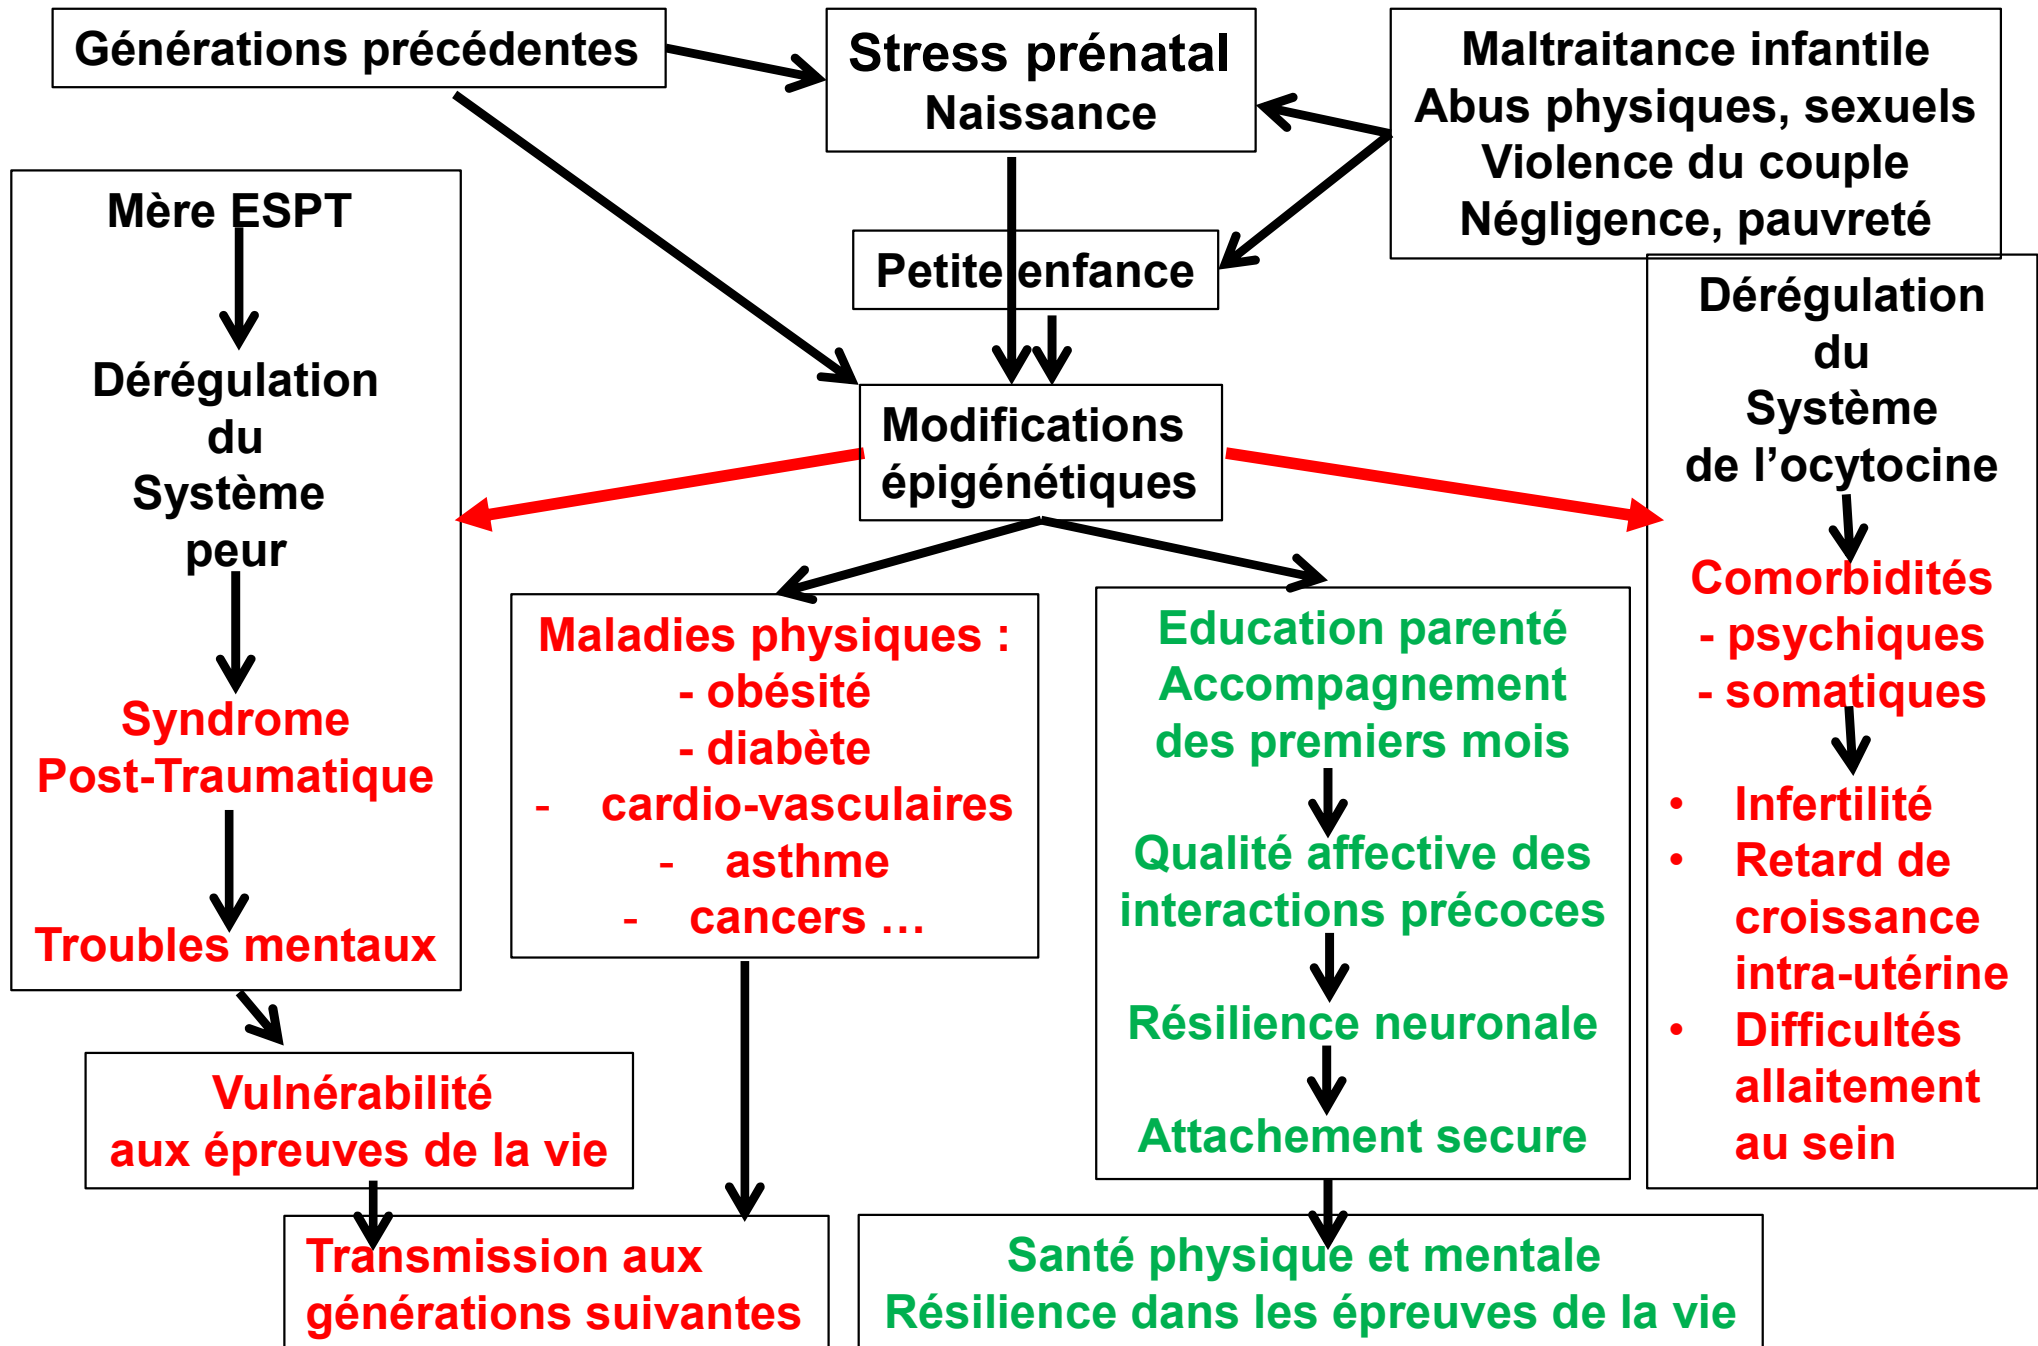 Générations précédentes
Stress prénatal
Naissance
Maltraitance infantile
Abus physiques, sexuels
Violence du couple
Négligence, pauvreté
Petite enfance
Modifications
épigénétiques
Mère ESPT
Dérégulation
du
Système
peur
Syndrome
Post-Traumatique
Troubles mentaux
Vulnérabilité
aux épreuves de la vie
Maladies physiques :
- obésité
- diabète
- cardio-vasculaires
- asthme
- cancers …
Transmission aux
générations suivantes
Education parenté
Accompagnement
des premiers mois
Qualité affective des
interactions précoces
Résilience neuronale
Attachement secure
Santé physique et mentale
Résilience dans les épreuves de la vie
Dérégulation
du
Système
de l’ocytocine
Comorbidités
- psychiques
- somatiques
• Infertilité
• Retard de
croissance
intra-utérine
• Difficultés
allaitement
au sein